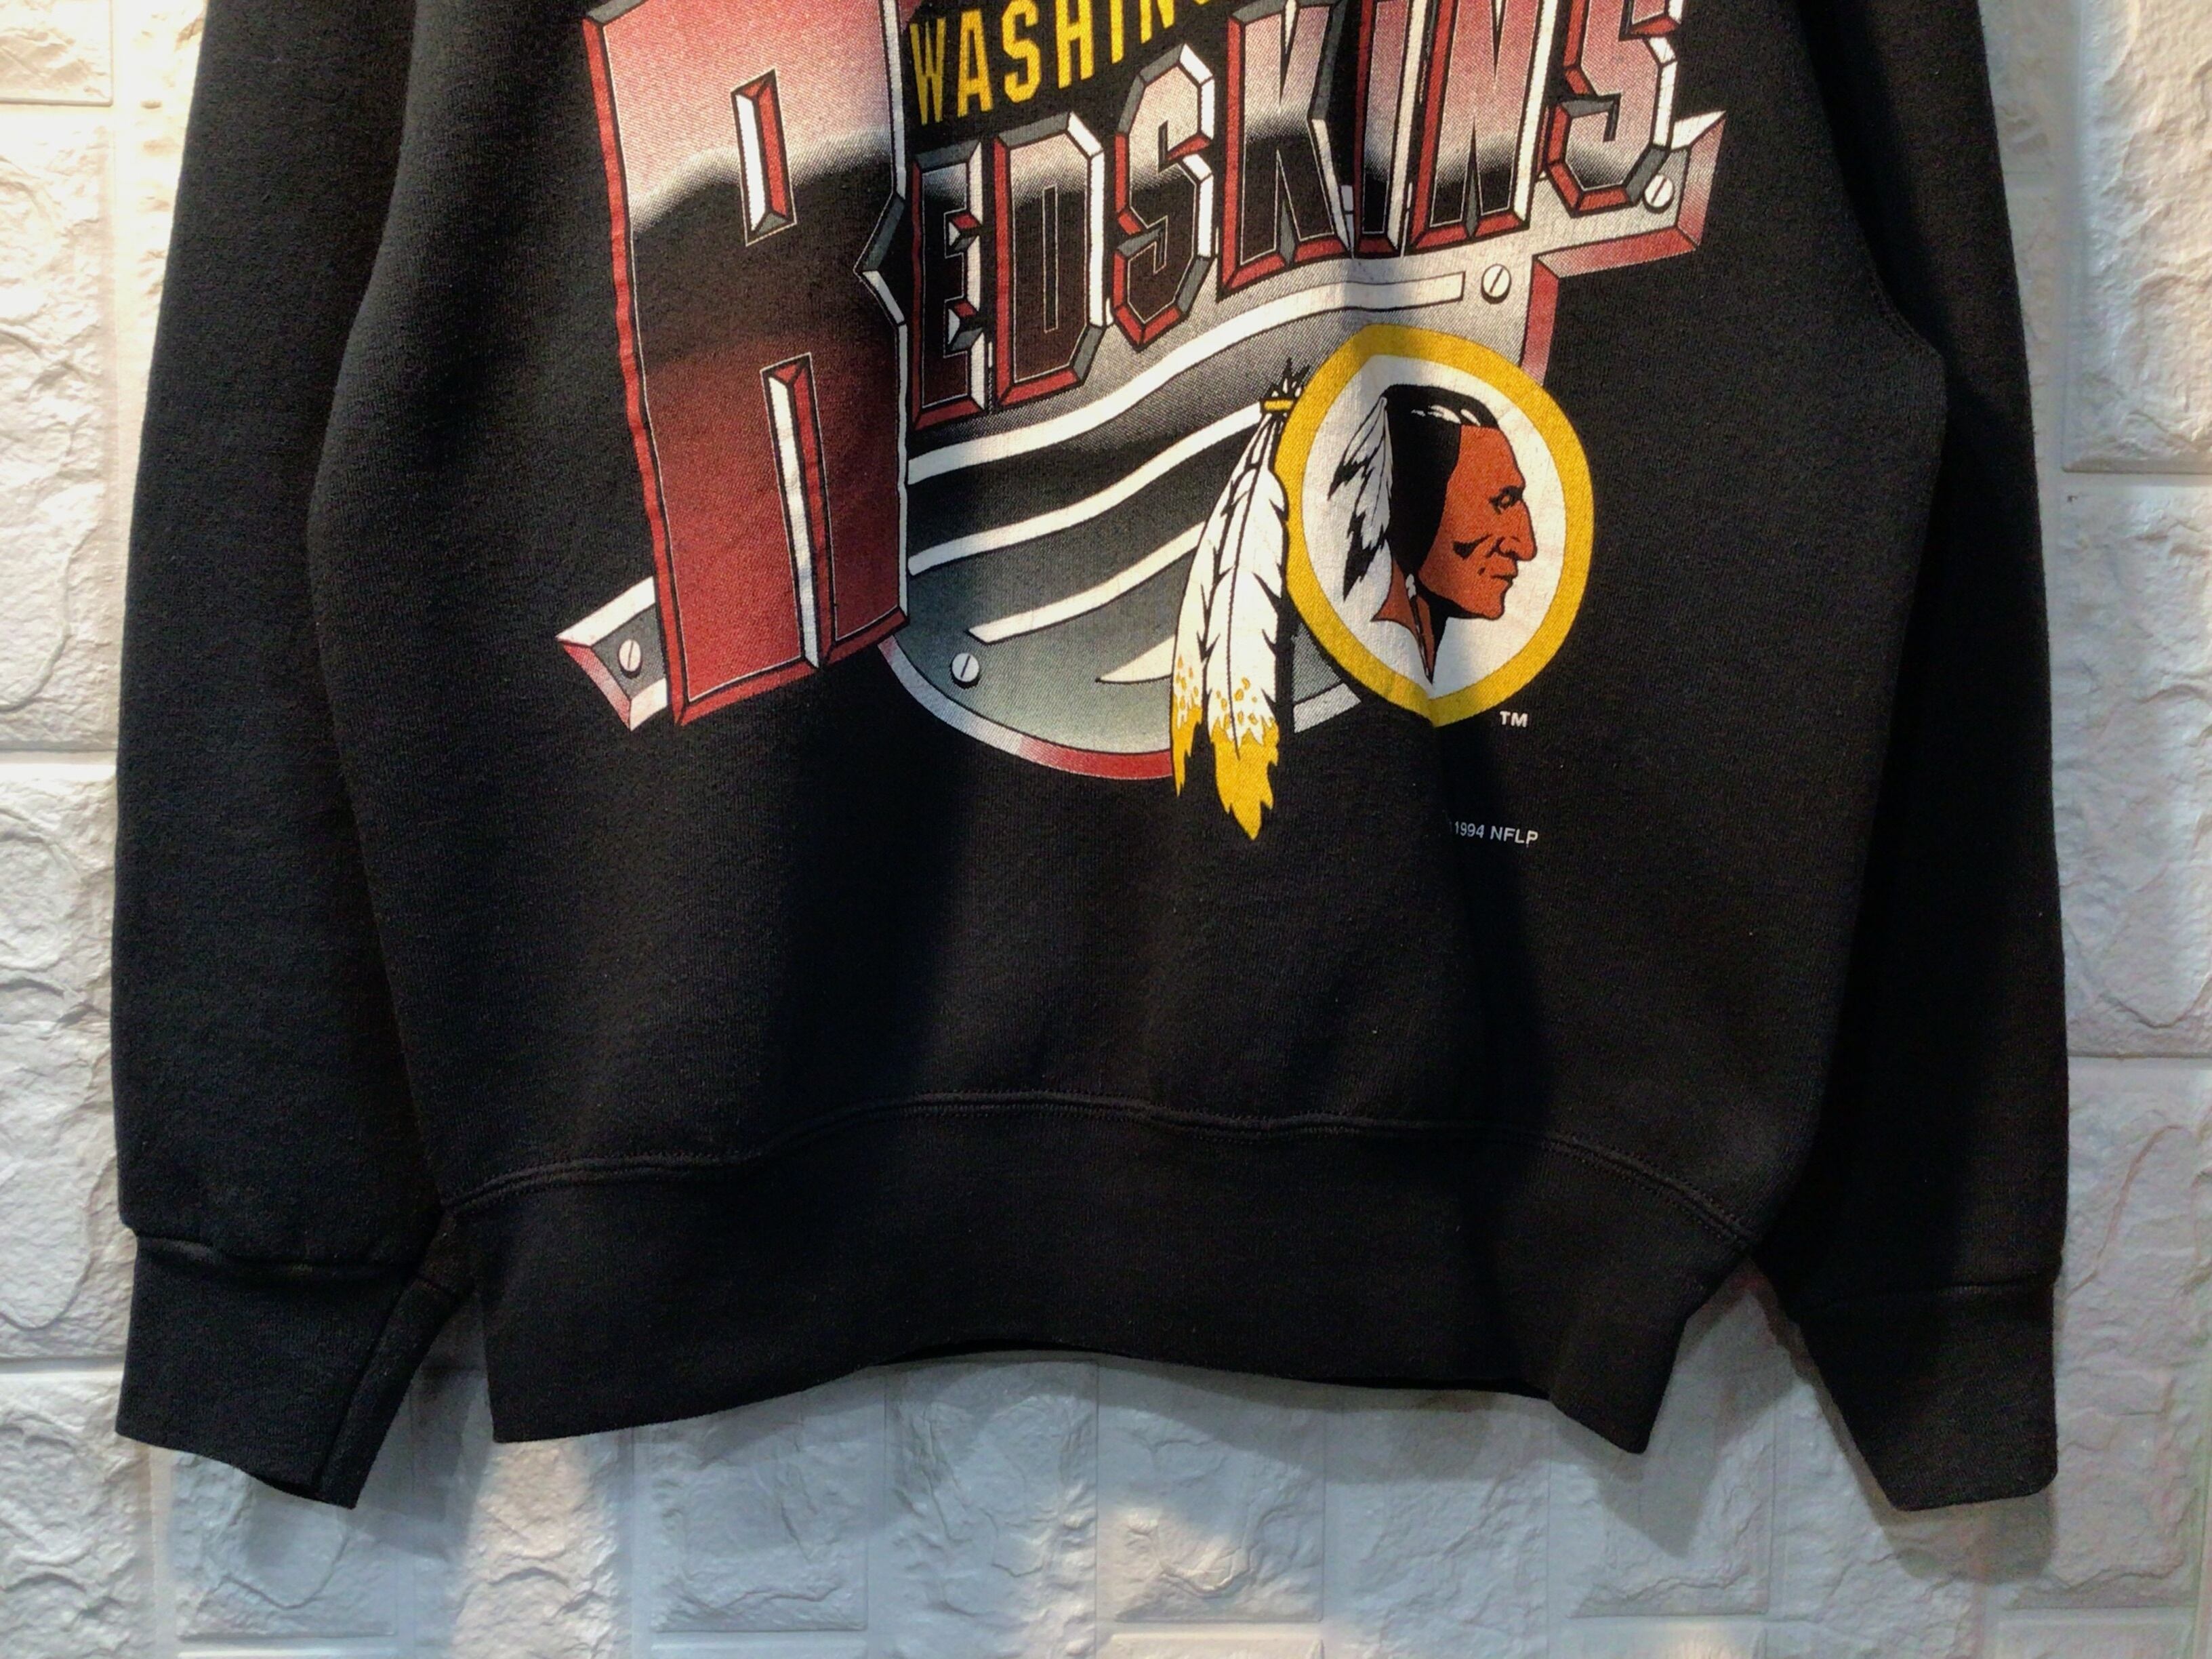 WASHIN
REDSKINS
TM
1994 NFLP